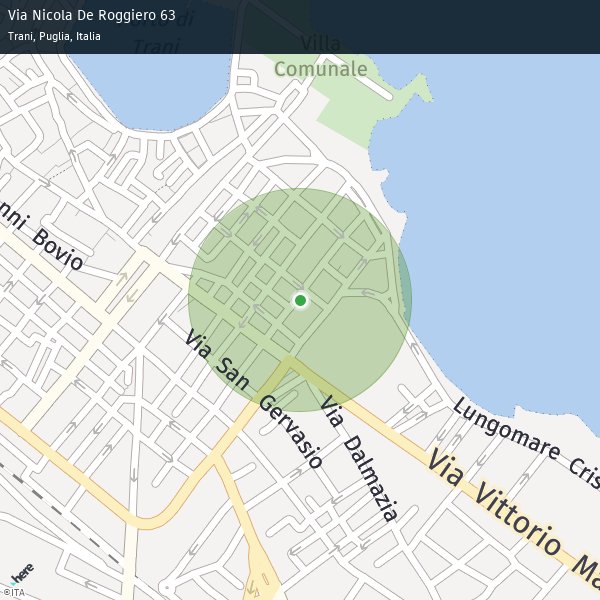 Via Nicola De Roggiero 63
Trani, Puglia, Italia
di
Trani
Villa
Comunale
nni Bovio
Via San Gervasio
Via Dalmazia
Lungomare Cris
Via Vittorio Ma
here
©ITA